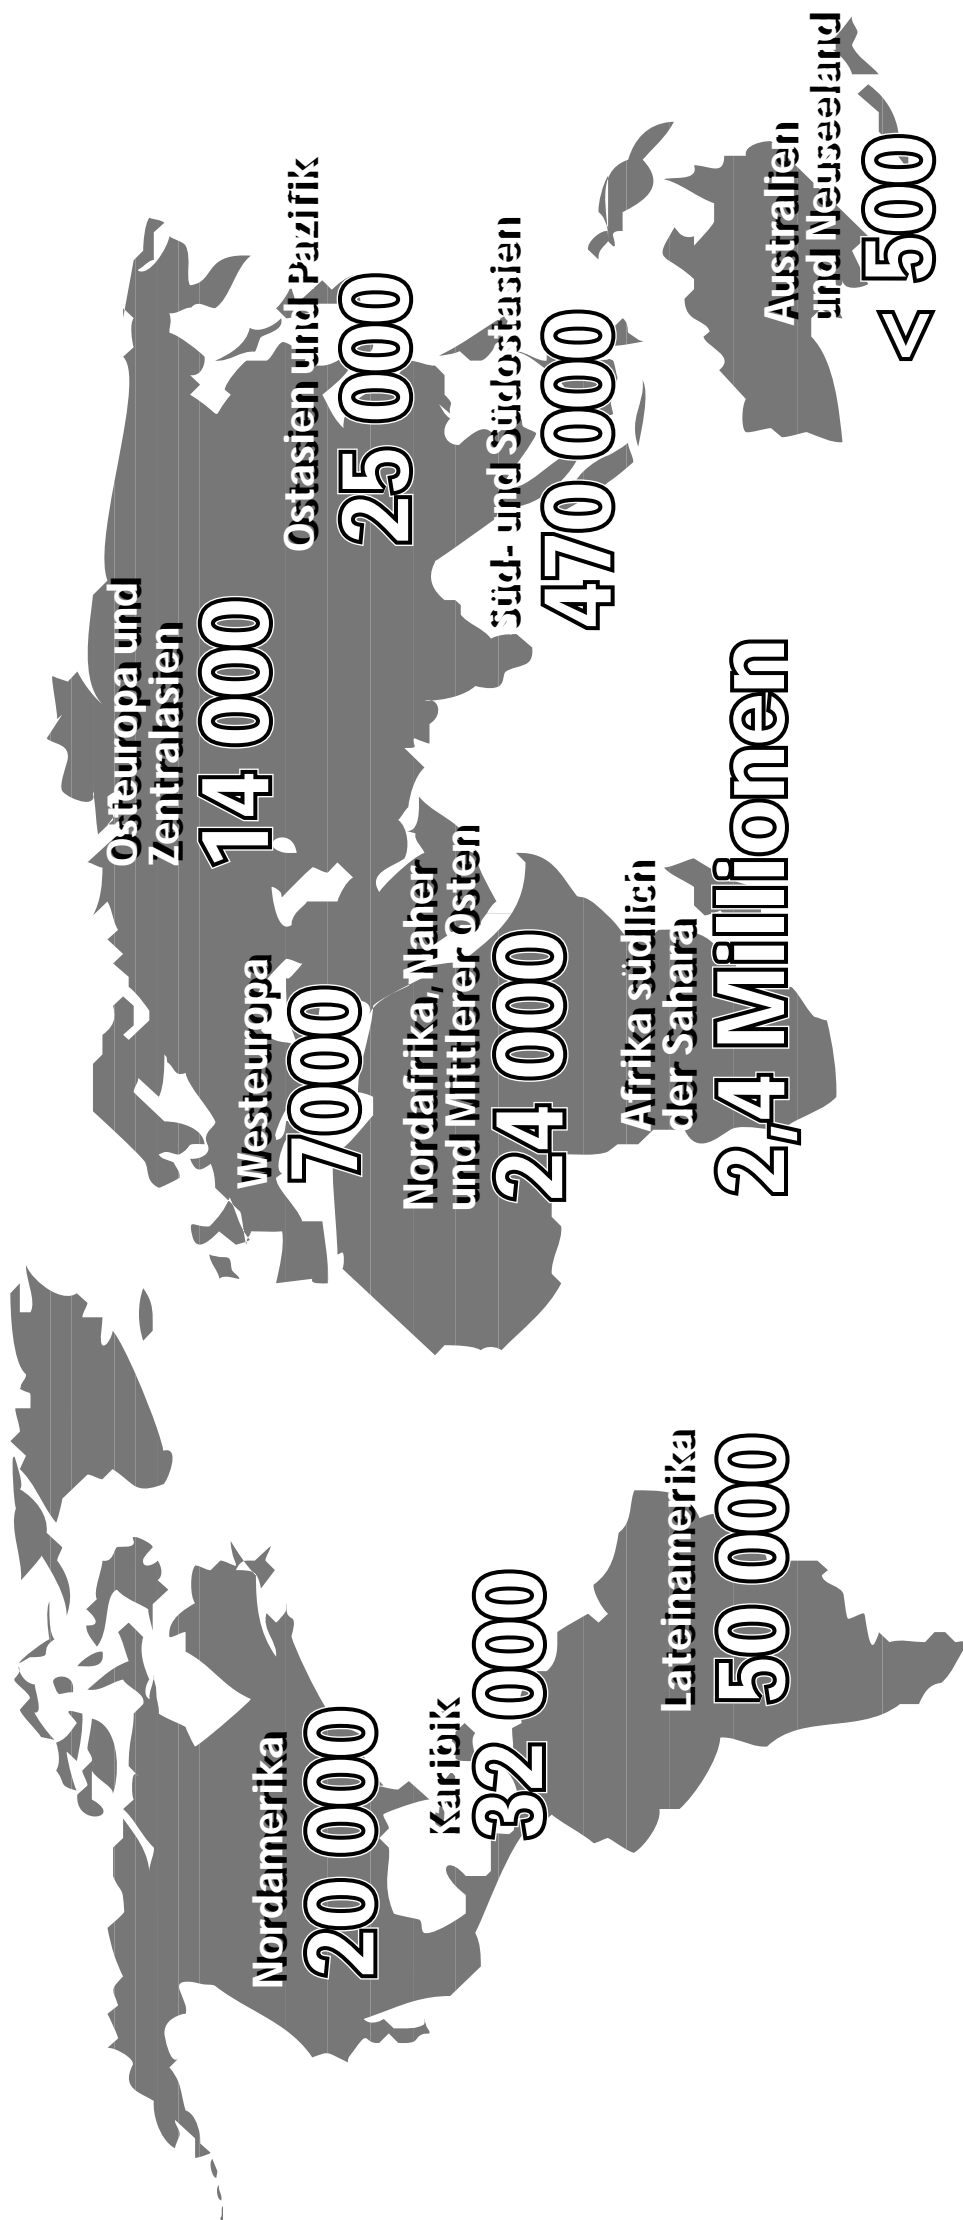 Osteuropa und
Zentralasien
14 000
Westeuropa
7000
Nordamerika
20 000
Ostasien und Pazifik
25 000
Nordafrika, Naher
und Mittlerer Osten
24 000
Karibik
32 000
Süd- und Südostasien
470 000
Afrika südlich
der Sahara
2,4 Millionen
Lateinamerika
50 000
Australien
und Neuseeland
< 500